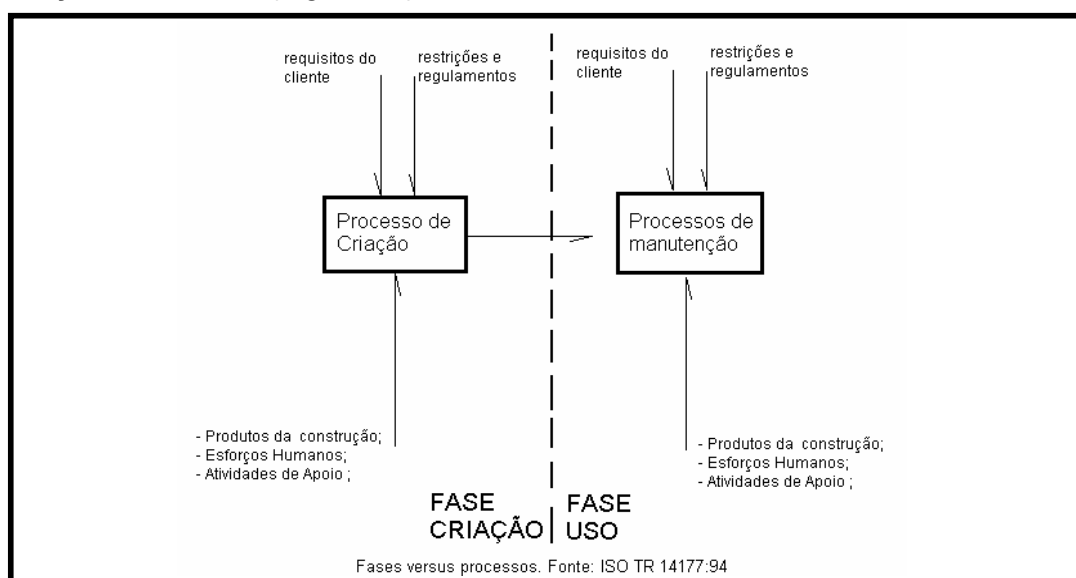 requisitos do
cliente
restrições e
regulamentos
requisitos do
cliente
restrições e
regulamentos
Processo de
Criação
Processos de
manutenção
- Produtos da construção;
- Esforços Humanos;
- Atividades de Apoio ;
- Produtos da construção;
- Esforços Humanos;
- Atividades de Apoio ;
FASE
CRIAÇÃO
FASE
USO
Fases versus processos. Fonte: ISO TR 14177:94